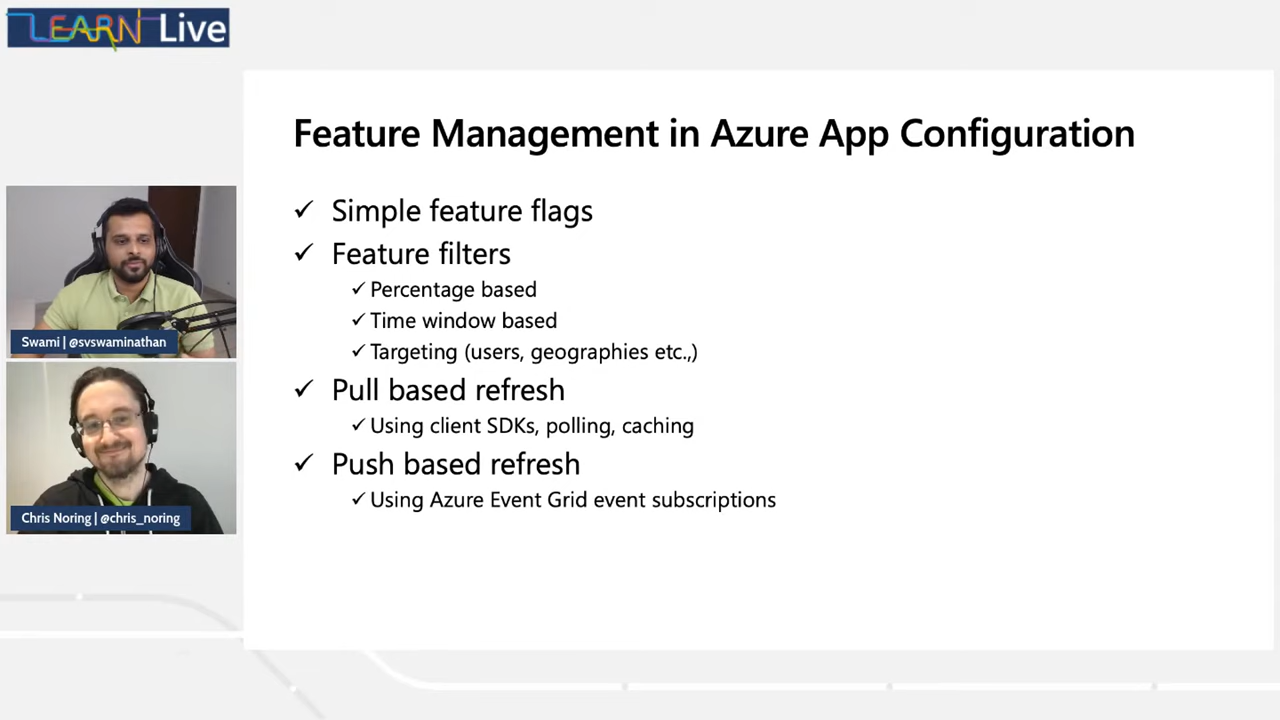 LEARN Live
Feature Management in Azure App Configuration
✓ Simple feature flags
✓ Feature filters
✓ Percentage based
✓ Time window based
✓ Targeting (users, geographies etc.,)
✓ Pull based refresh
✓ Using client SDKs, polling, caching
✓ Push based refresh
✓ Using Azure Event Grid event subscriptions
Swami | @svswaminathan
Chris Noring | @chris_noring